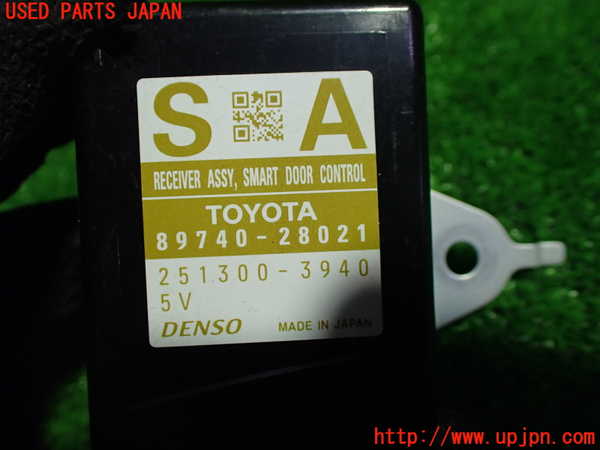 USED PARTS JAPAN
S A
RECEIVER ASSY, SMART DOOR CONTROL
TOYOTA
89740-28021
251300-3940
5V
DENSO MADE IN JAPAN
http://www.upjpn.com/